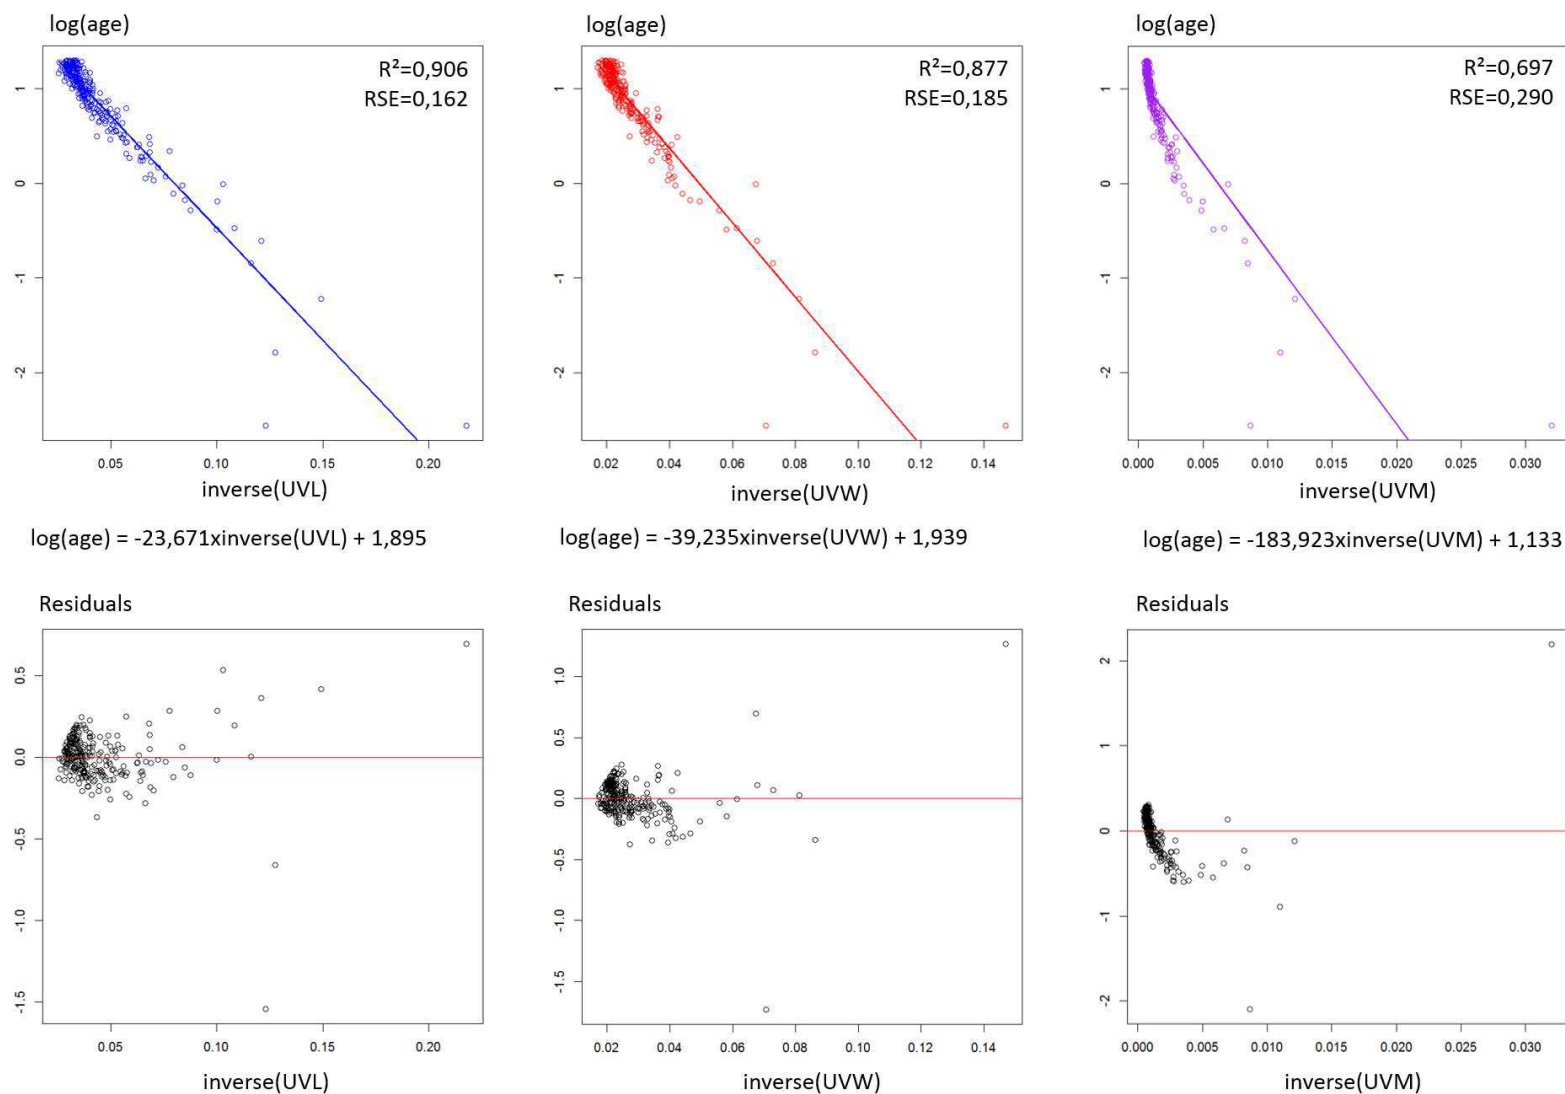 log(age)
log(age)
log(age)
R²=0,906
RSE=0,162
R²=0,877
RSE=0,185
R²=0,697
RSE=0,290
1
0
-1
-2
1
0
-1
-2
1
0
-1
-2
0.05 0.10 0.15 0.20
0.02 0.04 0.06 0.08 0.10 0.12 0.14
0.000 0.005 0.010 0.015 0.020 0.025 0.030
inverse(UVL)
inverse(UVW)
inverse(UVM)
log(age) = -23,671xinverse(UVL) + 1,895
log(age) = -39,235xinverse(UVW) + 1,939
log(age) = -183,923xinverse(UVM) + 1,133
Residuals
Residuals
Residuals
0.5
0.0
-0.5
-1.0
-1.5
1.0
0.5
0.0
-0.5
-1.0
-1.5
2
1
0
-1
-2
0.05 0.10 0.15 0.20
0.02 0.04 0.06 0.08 0.10 0.12 0.14
0.000 0.005 0.010 0.015 0.020 0.025 0.030
inverse(UVL)
inverse(UVW)
inverse(UVM)